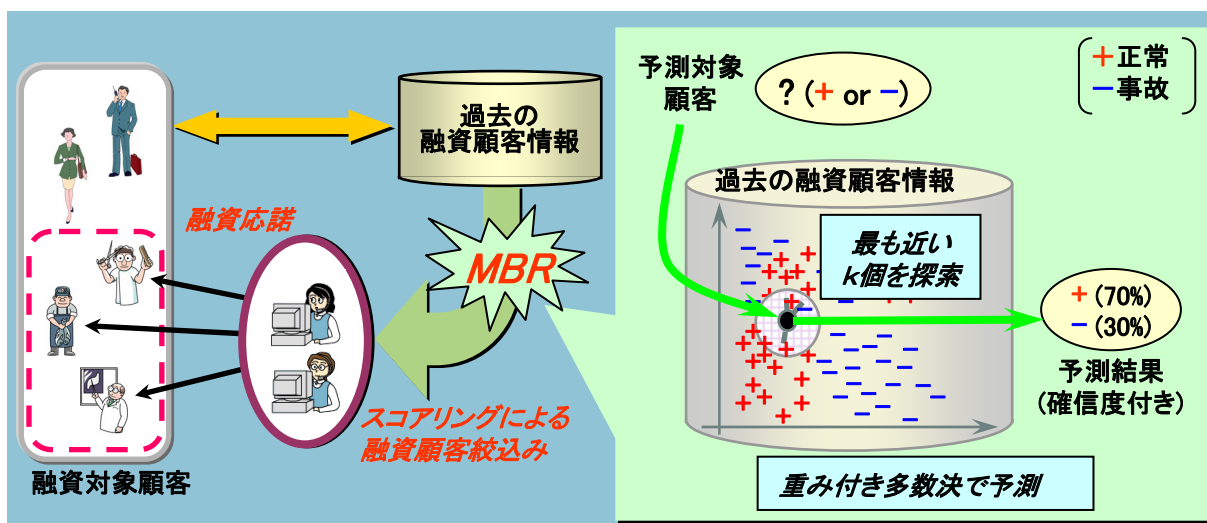 過去の
融資顧客情報
融資応諾
MBR
スコアリングによる
融資顧客絞込み
融資対象顧客
予測対象
顧客
? (+ or −)
+正常
−事故
過去の融資顧客情報
最も近い
k個を探索
+ (70%)
− (30%)
予測結果
(確信度付き)
重み付き多数決で予測